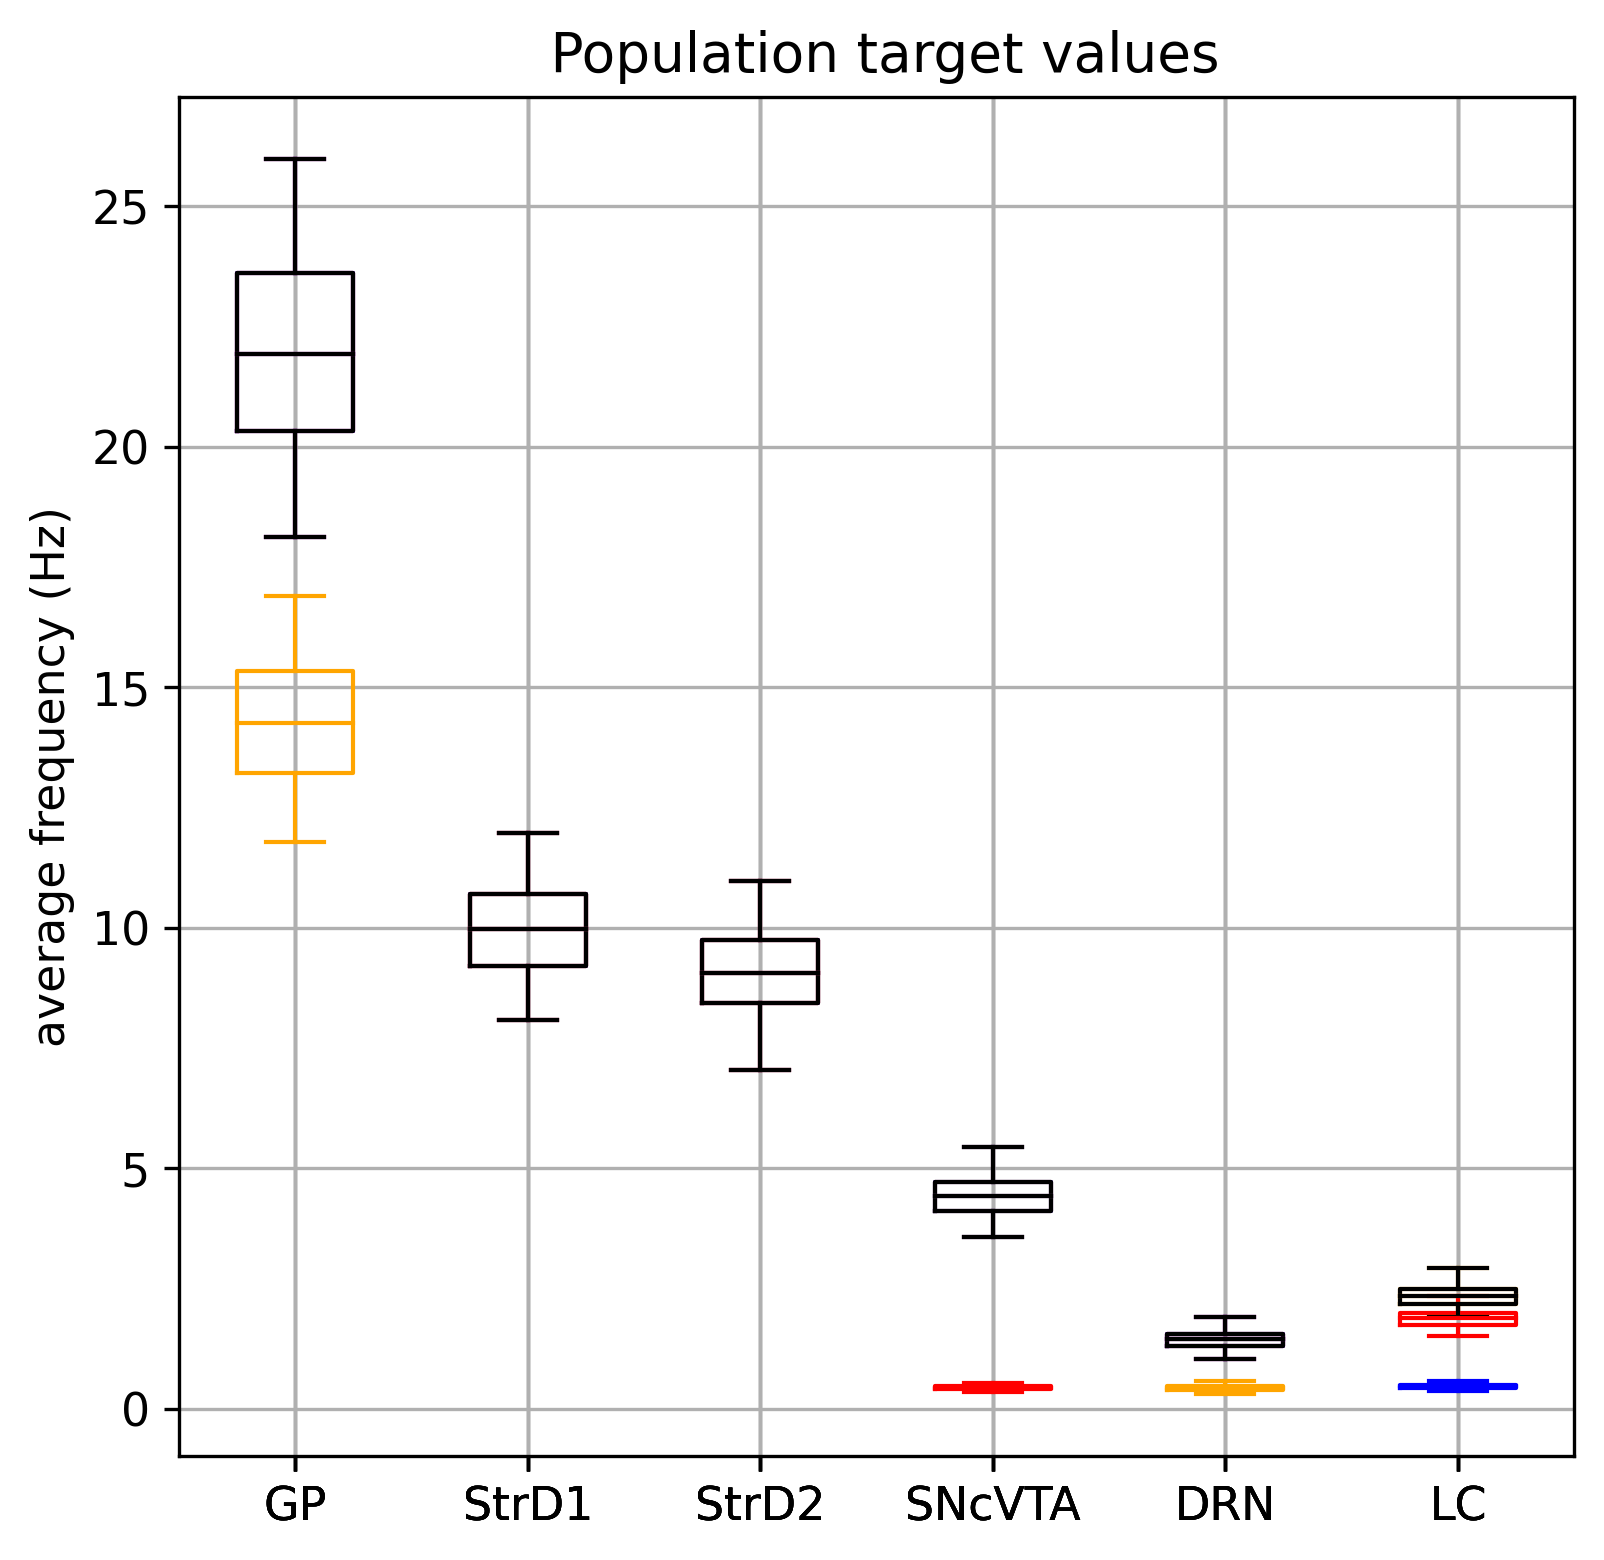 Population target values
average frequency (Hz)
25
20
15
10
5
0
GP StrD1 StrD2 SNcVTA DRN LC